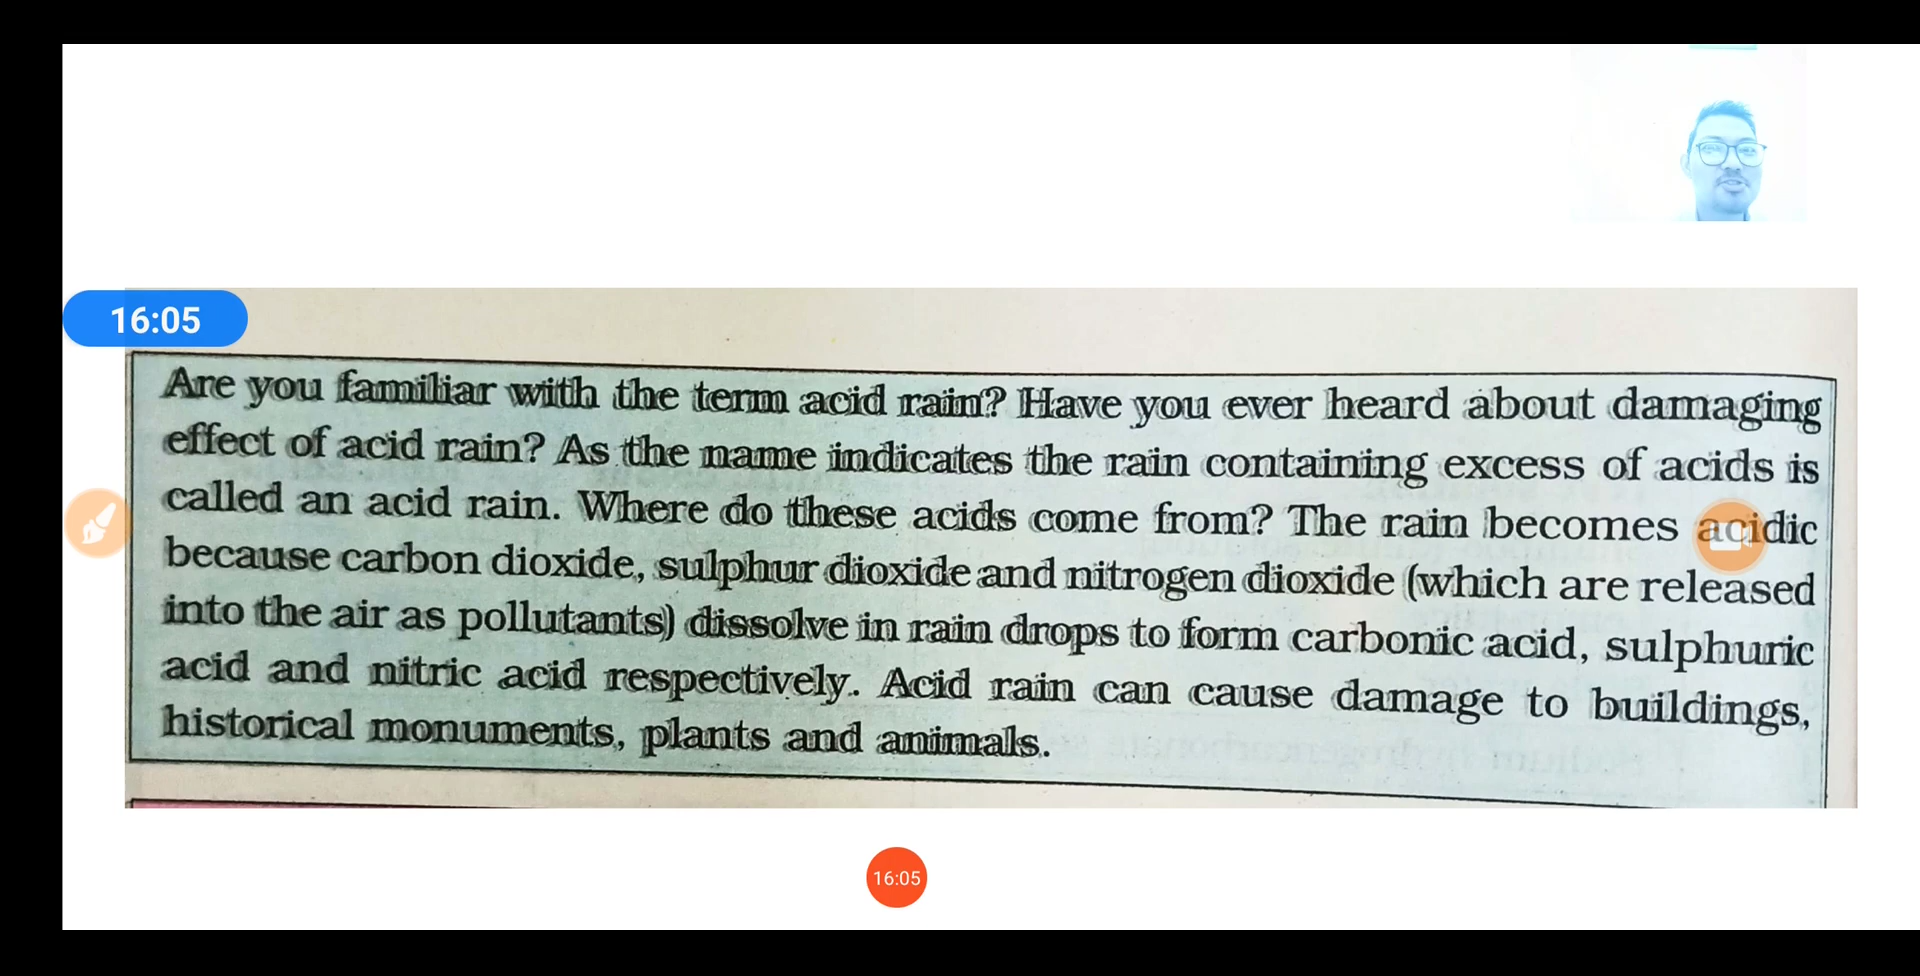 16:05
Are you familiar with the term acid rain? Have you ever heard about damaging
effect of acid rain? As the name indicates the rain containing excess of acids is
called an acid rain. Where do these acids come from? The rain becomes acidic
because carbon dioxide, sulphur dioxide and nitrogen dioxide (which are released
into the air as pollutants) dissolve in rain drops to form carbonic acid, sulphuric
acid and nitric acid respectively. Acid rain can cause damage to buildings,
historical monuments, plants and animals.
16:05